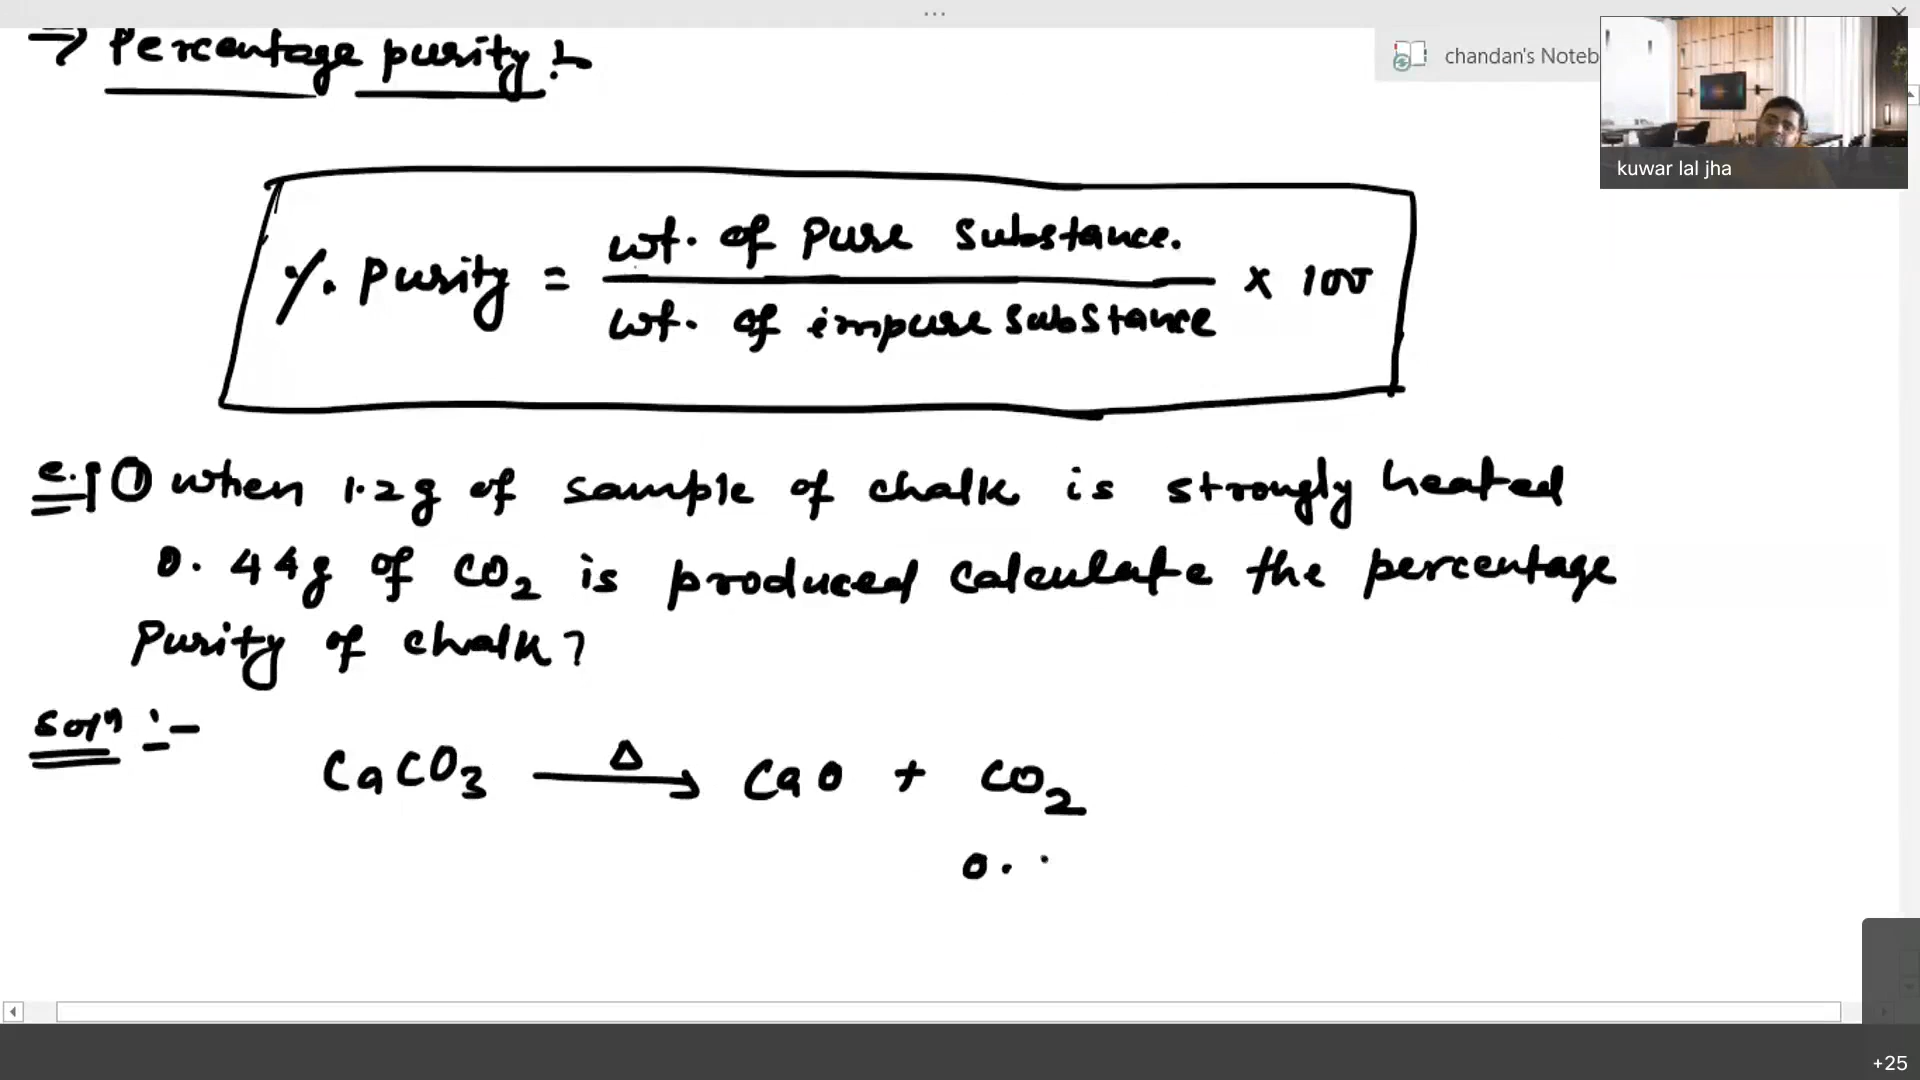 ...
⇒ Percentage purity :-
chandan's Noteb
kuwar lal jha
%. Purity = wt. of Pure Substance. / wt. of impure substance × 100
e.g ① when 1.2g of sample of chalk is strongly heated
0.44g of CO2 is produced calculate the percentage
Purity of chalk?
Soln :-
CaCO3 —Δ→ CaO + CO2
0.
+25